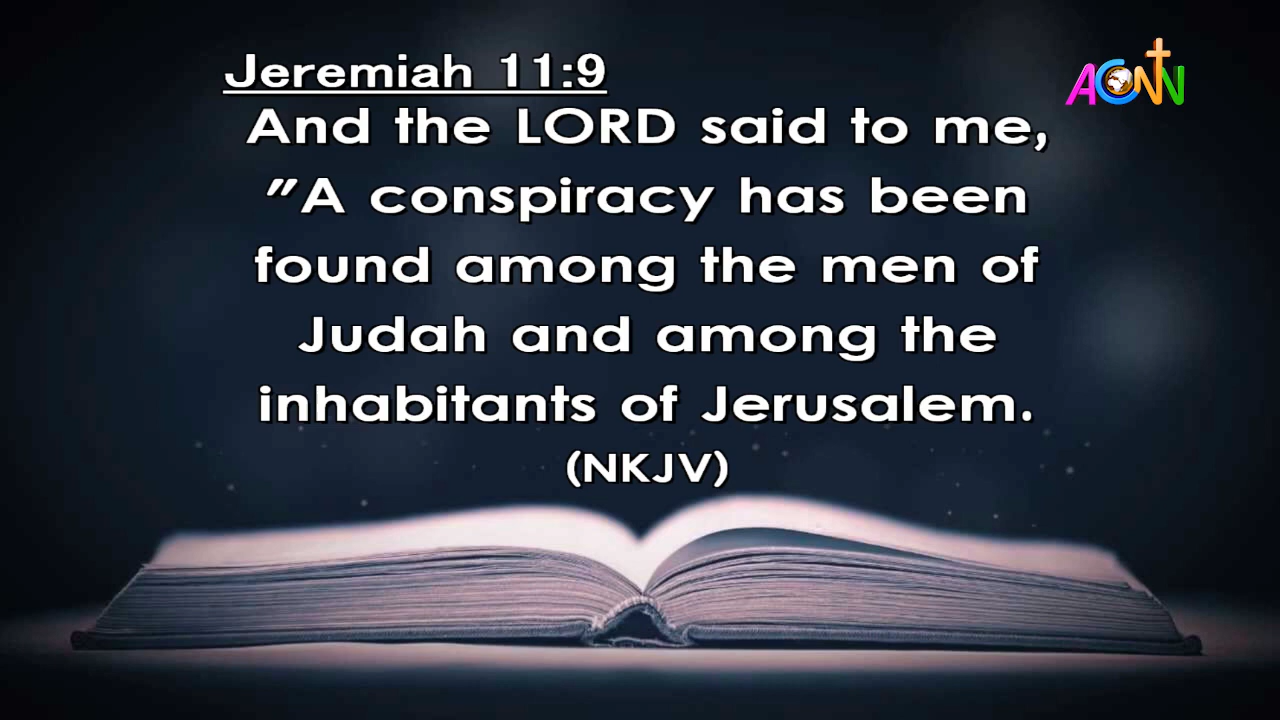 Jeremiah 11:9
ACNN
And the LORD said to me,
"A conspiracy has been
found among the men of
Judah and among the
inhabitants of Jerusalem.
(NKJV)